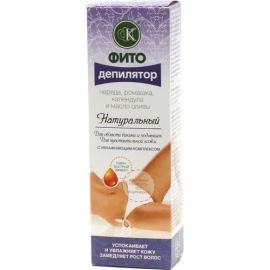 К
ФИТО
депилятор
череда, ромашка,
календула
и масло оливы
Натуральный
Для области бикини и подмышек
Для чувствительной кожи
С УВЛАЖНЯЮЩИМ КОМПЛЕКСОМ
УСПОКАИВАЕТ
И УВЛАЖНЯЕТ КОЖУ
ЗАМЕДЛЯЕТ РОСТ ВОЛОС